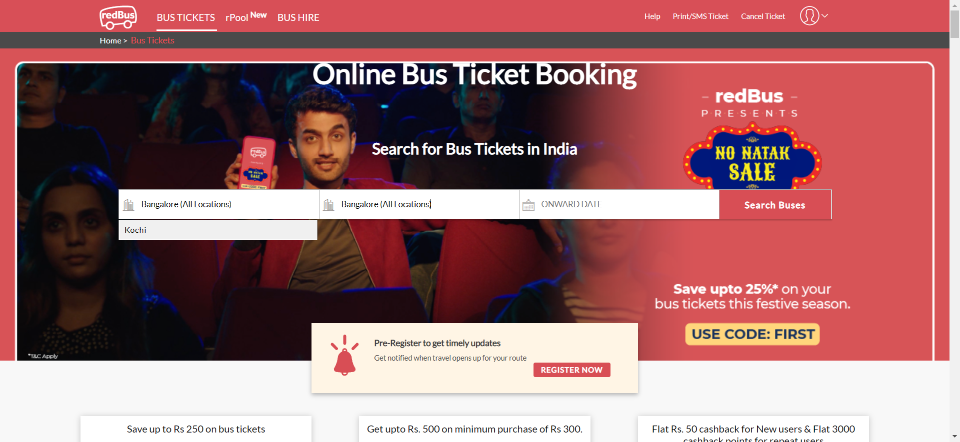 redBus
BUS TICKETS rPool New BUS HIRE
Help Print/SMS Ticket Cancel Ticket
Home > Bus Tickets
Online Bus Ticket Booking
redBus
PRESENTS
redBus
NO NATAK
SALE
Search for Bus Tickets in India
NO NATAK
SALE
Bangalore (All Locations) Bangalore (All Locations) ONWARD DATE Search Buses
Kochi
Save upto 25%* on your
bus tickets this festive season.
USE CODE: FIRST
*T&C Apply
Pre-Register to get timely updates
Get notified when travel opens up for your route
REGISTER NOW
Save up to Rs 250 on bus tickets
Get upto Rs. 500 on minimum purchase of Rs 300.
Flat Rs. 50 cashback for New users & Flat 3000
cashback points for repeat users